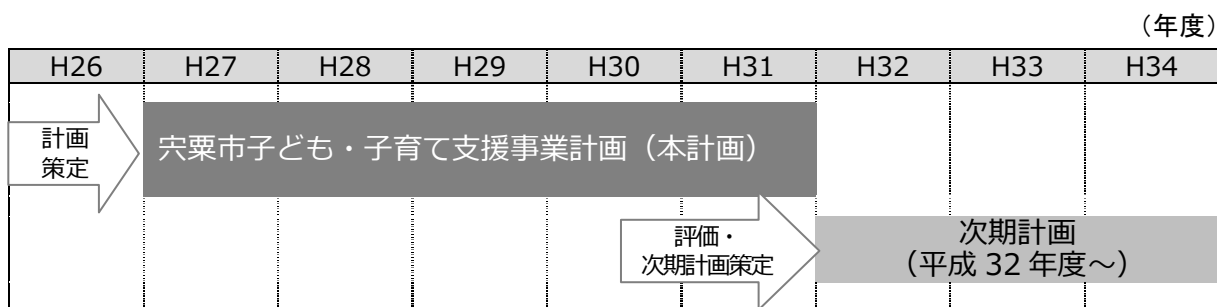 （年度）
H26 H27 H28 H29 H30 H31 H32 H33 H34
計画
策定
宍粟市子ども・子育て支援事業計画（本計画）
評価・
次期計画策定
次期計画
（平成 32 年度～）